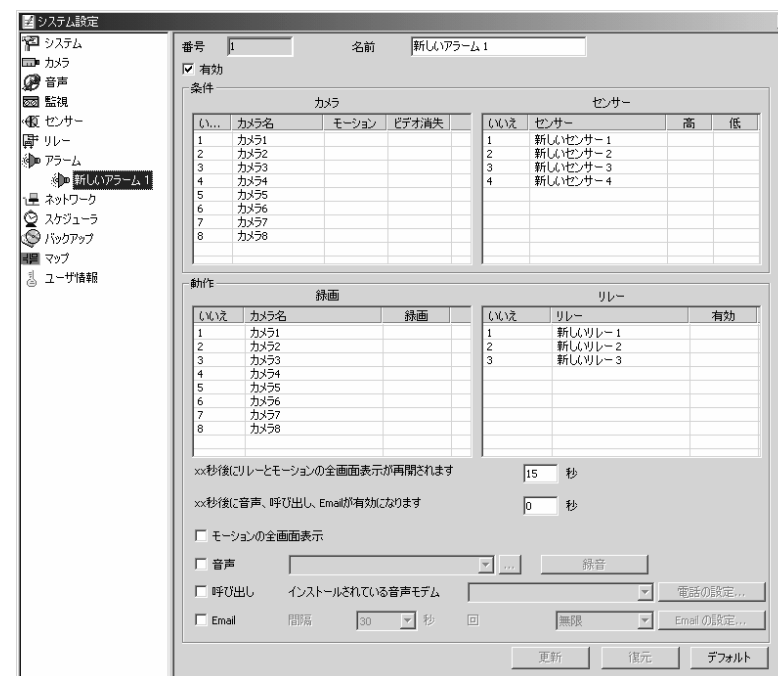 システム設定
システム
カメラ
音声
監視
センサー
リレー
アラーム
新しいアラーム 1
ネットワーク
スケジューラ
バックアップ
マップ
ユーザ情報
番号 1 名前 新しいアラーム 1
有効
条件
カメラ
い... カメラ名 モーション ビデオ消失
1 カメラ1
2 カメラ2
3 カメラ3
4 カメラ4
5 カメラ5
6 カメラ6
7 カメラ7
8 カメラ8
センサー
いいえ センサー 高 低
1 新しいセンサー 1
2 新しいセンサー 2
3 新しいセンサー 3
4 新しいセンサー 4
動作
録画
いいえ カメラ名 録画
1 カメラ1
2 カメラ2
3 カメラ3
4 カメラ4
5 カメラ5
6 カメラ6
7 カメラ7
8 カメラ8
リレー
いいえ リレー 有効
1 新しいリレー 1
2 新しいリレー 2
3 新しいリレー 3
xx秒後にリレーとモーションの全画面表示が再開されます 15 秒
xx秒後に音声、呼び出し、Emailが有効になります 0 秒
モーションの全画面表示
音声 ... 録音
呼び出し インストールされている音声モデム 電話の設定...
Email 間隔 30 秒 回 無限 Email の設定...
更新 復元 デフォルト